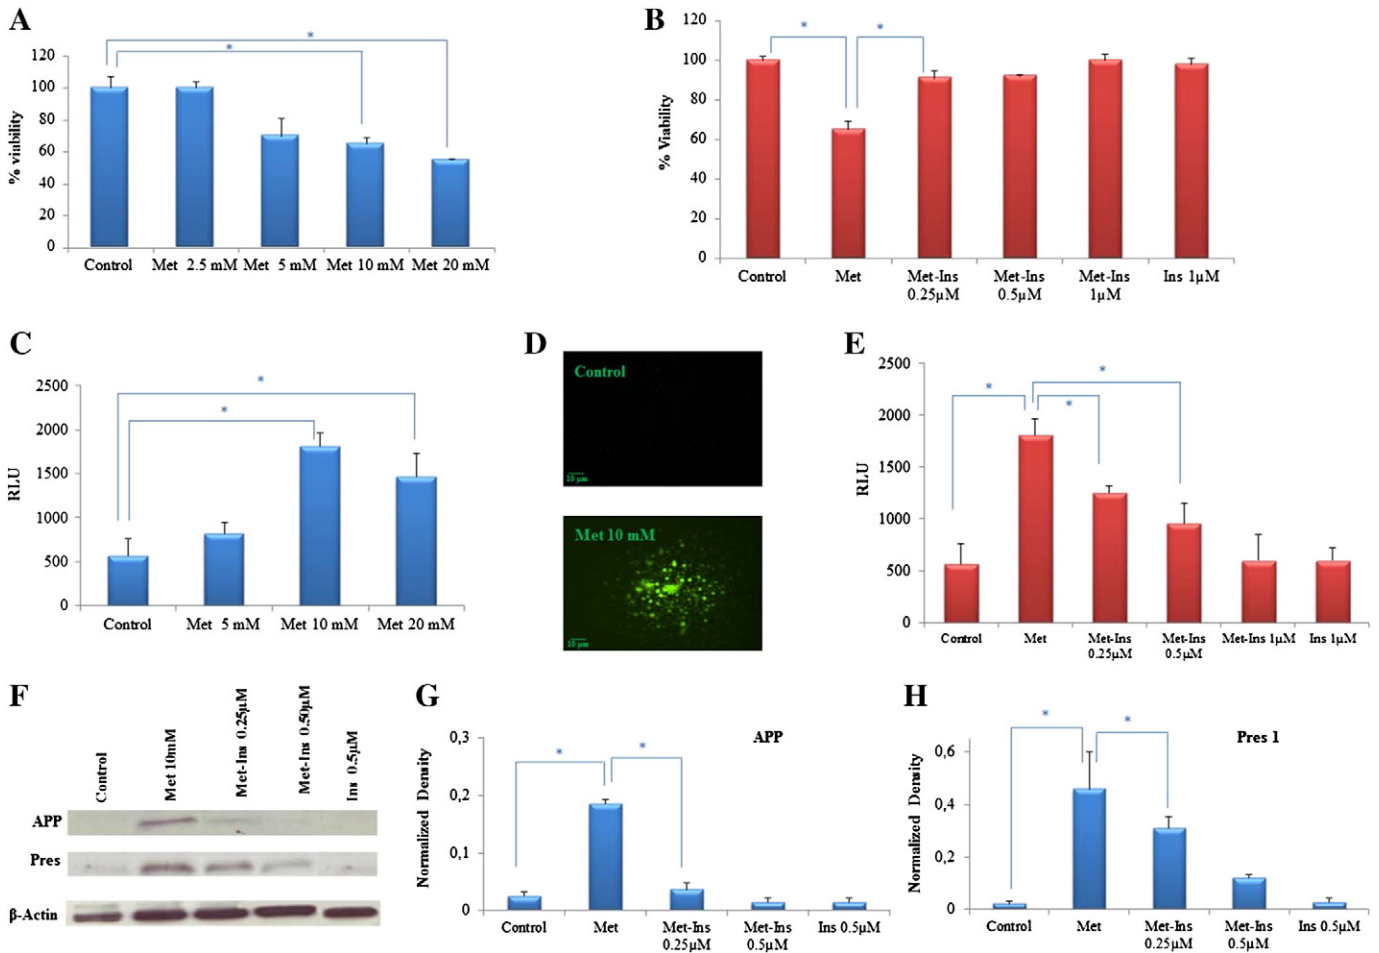 A
*
*
120
100
80
60
40
20
0
% viability
Control
Met 2.5 mM
Met 5 mM
Met 10 mM
Met 20 mM
B
*
*
120
100
80
60
40
20
0
% Viability
Control
Met
Met-Ins
0.25µM
Met-Ins
0.5µM
Met-Ins
1µM
Ins 1µM
C
*
*
2500
2000
1500
1000
500
0
RLU
Control
Met 5 mM
Met 10 mM
Met 20 mM
D
Control
10 µm
Met 10 mM
10 µm
E
*
*
*
2500
2000
1500
1000
500
0
RLU
Control
Met
Met-Ins
0.25µM
Met-Ins
0.5µM
Met-Ins 1µM
Ins 1µM
F
Control
Met 10mM
Met-Ins 0.25µM
Met-Ins 0.50µM
Ins 0.5µM
APP
Pres
β-Actin
G
APP
*
*
0,3
0,2
0,1
0
Normalized Density
Control
Met
Met-Ins
0.25µM
Met-Ins
0.5µM
Ins 0.5µM
H
Pres 1
*
*
0,6
0,4
0,2
0
Normalized Density
Control
Met
Met-Ins
0.25µM
Met-Ins
0.5µM
Ins 0.5µM